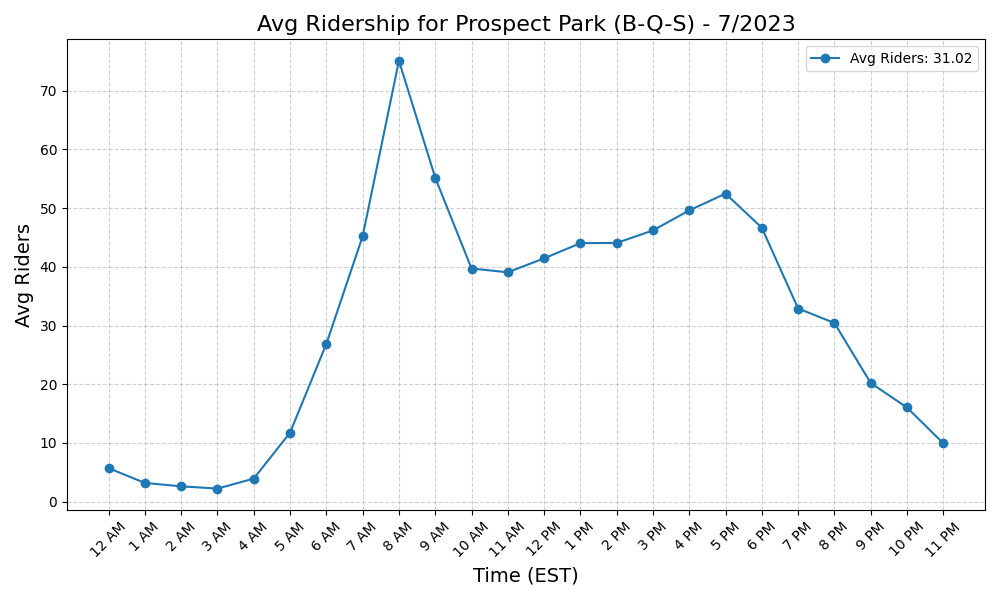 Avg Ridership for Prospect Park (B-Q-S) - 7/2023
Avg Riders: 31.02
Avg Riders
70
60
50
40
30
20
10
0
12 AM
1 AM
2 AM
3 AM
4 AM
5 AM
6 AM
7 AM
8 AM
9 AM
10 AM
11 AM
12 PM
1 PM
2 PM
3 PM
4 PM
5 PM
6 PM
7 PM
8 PM
9 PM
10 PM
11 PM
Time (EST)